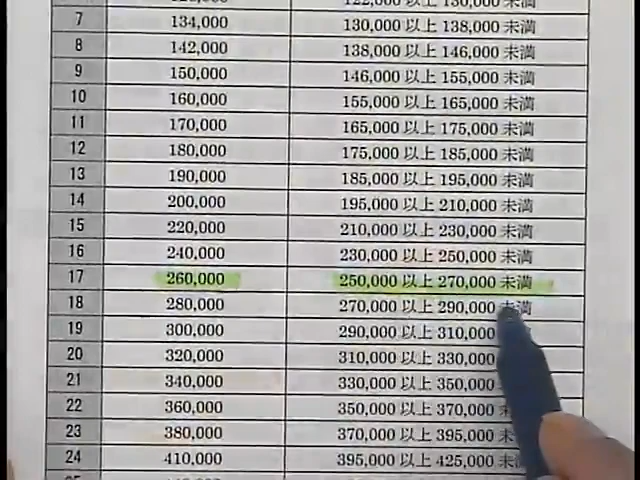 122,000 以上 130,000 未満
7 134,000 130,000 以上 138,000 未満
8 142,000 138,000 以上 146,000 未満
9 150,000 146,000 以上 155,000 未満
10 160,000 155,000 以上 165,000 未満
11 170,000 165,000 以上 175,000 未満
12 180,000 175,000 以上 185,000 未満
13 190,000 185,000 以上 195,000 未満
14 200,000 195,000 以上 210,000 未満
15 220,000 210,000 以上 230,000 未満
16 240,000 230,000 以上 250,000 未満
17 260,000 250,000 以上 270,000 未満
18 280,000 270,000 以上 290,000 未満
19 300,000 290,000 以上 310,000
20 320,000 310,000 以上 330,000
21 340,000 330,000 以上 350,000
22 360,000 350,000 以上 370,000
23 380,000 370,000 以上 395,000
24 410,000 395,000 以上 425,000